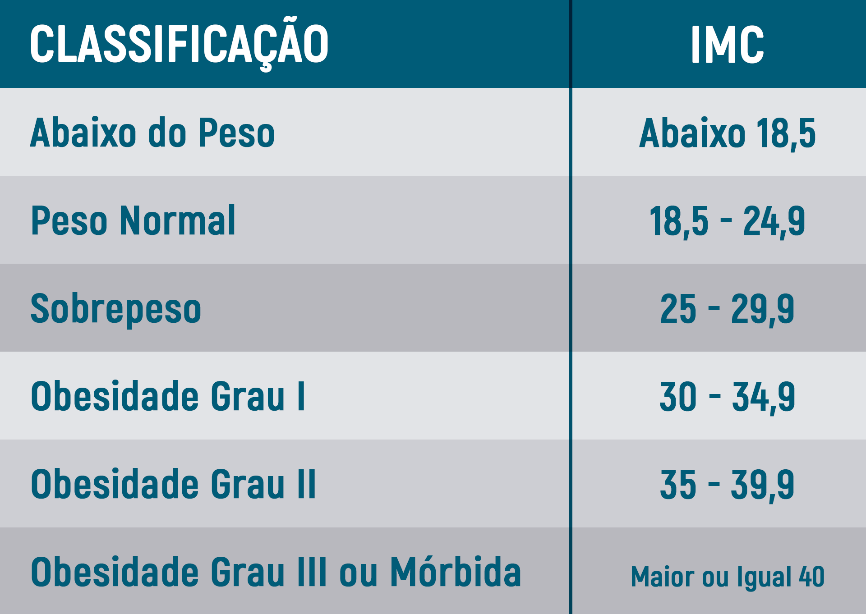 CLASSIFICAÇÃO IMC
Abaixo do Peso Abaixo 18,5
Peso Normal 18,5 - 24,9
Sobrepeso 25 - 29,9
Obesidade Grau I 30 - 34,9
Obesidade Grau II 35 - 39,9
Obesidade Grau III ou Mórbida Maior ou Igual 40